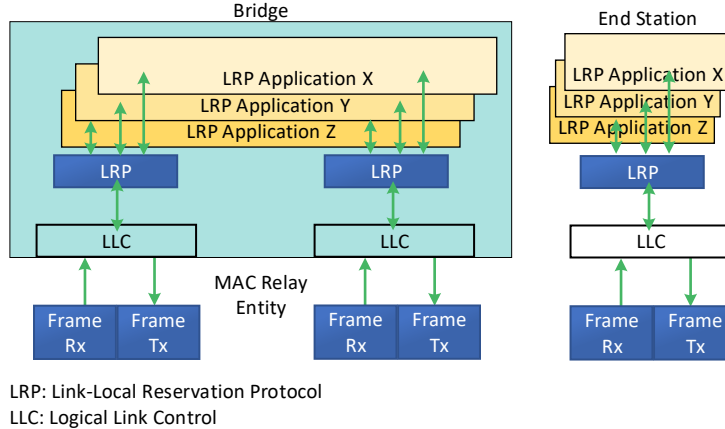 Bridge
End Station
LRP Application X
LRP Application Y
LRP Application Z
LRP
LRP
LLC
LLC
MAC Relay
Entity
Frame
Rx
Frame
Tx
Frame
Rx
Frame
Tx
LRP Application X
LRP Application Y
LRP Application Z
LRP
LLC
Frame
Rx
Frame
Tx
LRP: Link-Local Reservation Protocol
LLC: Logical Link Control